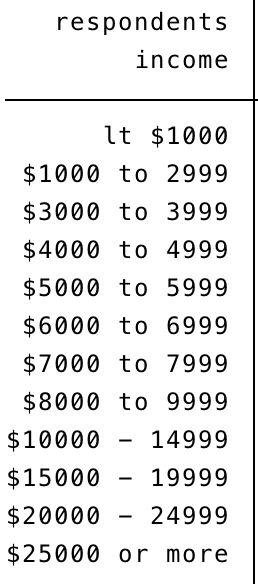 respondents
income
lt $1000
$1000 to 2999
$3000 to 3999
$4000 to 4999
$5000 to 5999
$6000 to 6999
$7000 to 7999
$8000 to 9999
$10000 – 14999
$15000 – 19999
$20000 – 24999
$25000 or more